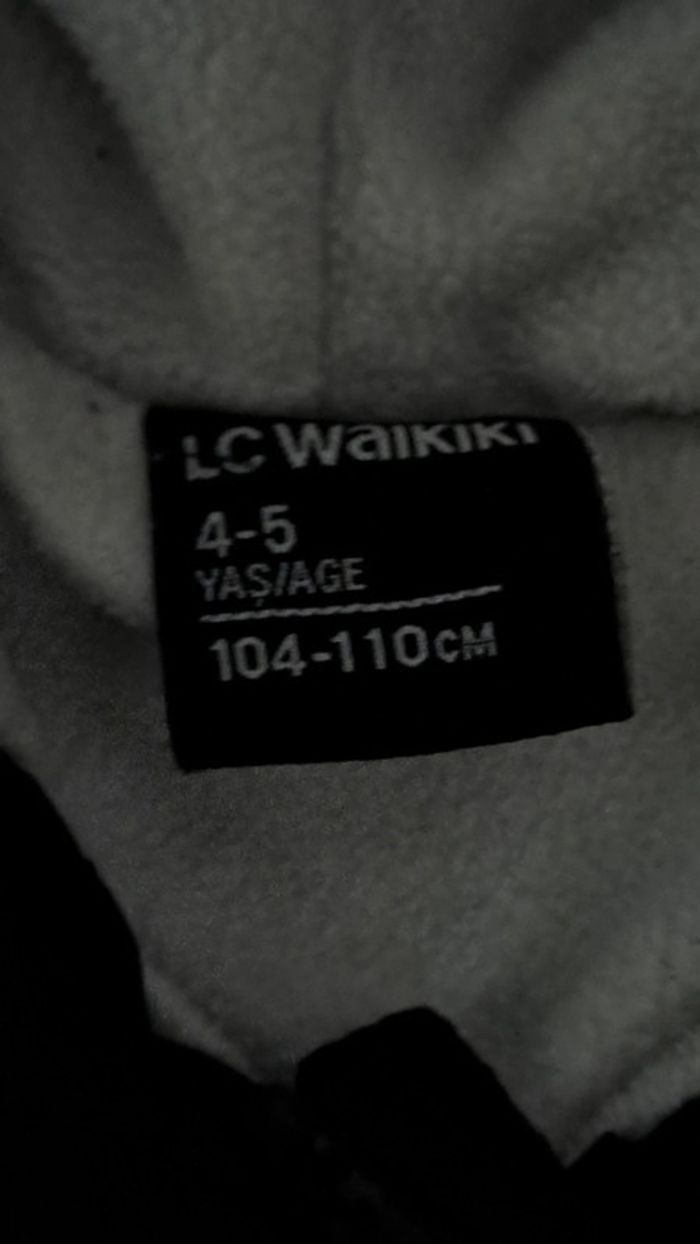 LC Waikiki
4-5
YAŞ/AGE
104-110CM